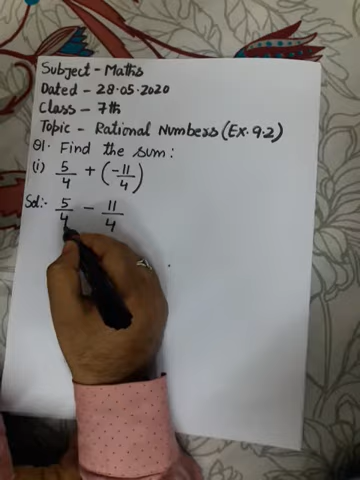 Subject - Maths
Dated - 28.05.2020
Class - 7th
Topic - Rational Numbers (Ex. 9.2)
Q1. Find the sum:
(i) 5/4 + (-11/4)
Sol:- 5/4 - 11/4